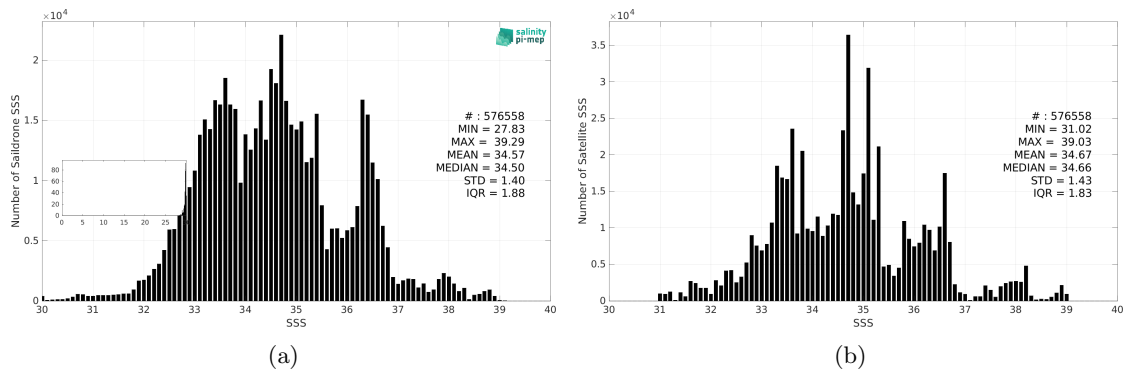 ×10⁴
salinity
pi-mep
Number of Saildrone SSS
2
1.5
1
0.5
0
# : 576558
MIN = 27.83
MAX = 39.29
MEAN = 34.57
MEDIAN = 34.50
STD = 1.40
IQR = 1.88
80
60
40
20
0
0 5 10 15 20 25
30 31 32 33 34 35 36 37 38 39 40
SSS
(a)
×10⁴
Number of Satellite SSS
3.5
3
2.5
2
1.5
1
0.5
0
# : 576558
MIN = 31.02
MAX = 39.03
MEAN = 34.67
MEDIAN = 34.66
STD = 1.43
IQR = 1.83
30 31 32 33 34 35 36 37 38 39 40
SSS
(b)